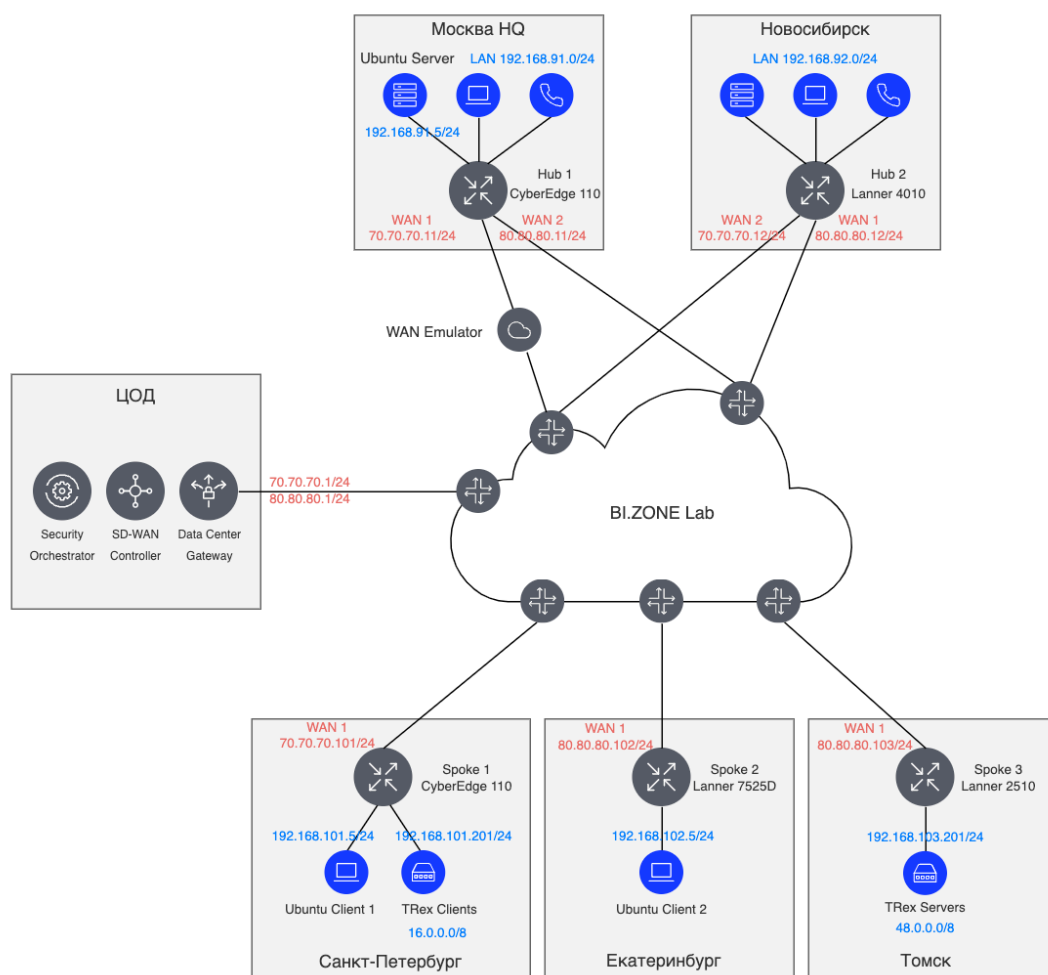 Москва HQ
Ubuntu Server
LAN 192.168.91.0/24
192.168.91.5/24
Hub 1
CyberEdge 110
WAN 1
70.70.70.11/24
WAN 2
80.80.80.11/24
Новосибирск
LAN 192.168.92.0/24
Hub 2
Lanner 4010
WAN 2
70.70.70.12/24
WAN 1
80.80.80.12/24
WAN Emulator
ЦОД
Security
Orchestrator
SD-WAN
Controller
Data Center
Gateway
70.70.70.1/24
80.80.80.1/24
BI.ZONE Lab
WAN 1
70.70.70.101/24
Spoke 1
CyberEdge 110
192.168.101.5/24
192.168.101.201/24
Ubuntu Client 1
TRex Clients
16.0.0.0/8
Санкт-Петербург
WAN 1
80.80.80.102/24
Spoke 2
Lanner 7525D
192.168.102.5/24
Ubuntu Client 2
Екатеринбург
WAN 1
80.80.80.103/24
Spoke 3
Lanner 2510
192.168.103.201/24
TRex Servers
48.0.0.0/8
Томск